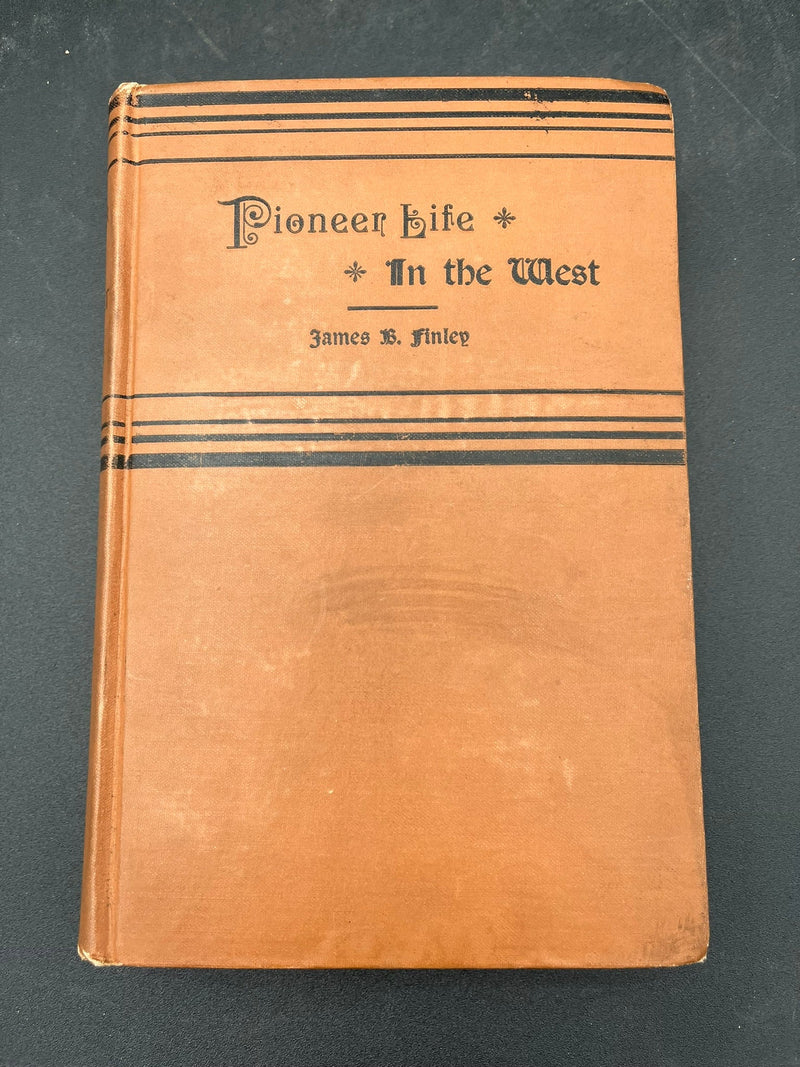 Pioneer Life
In the West
James B. Finley